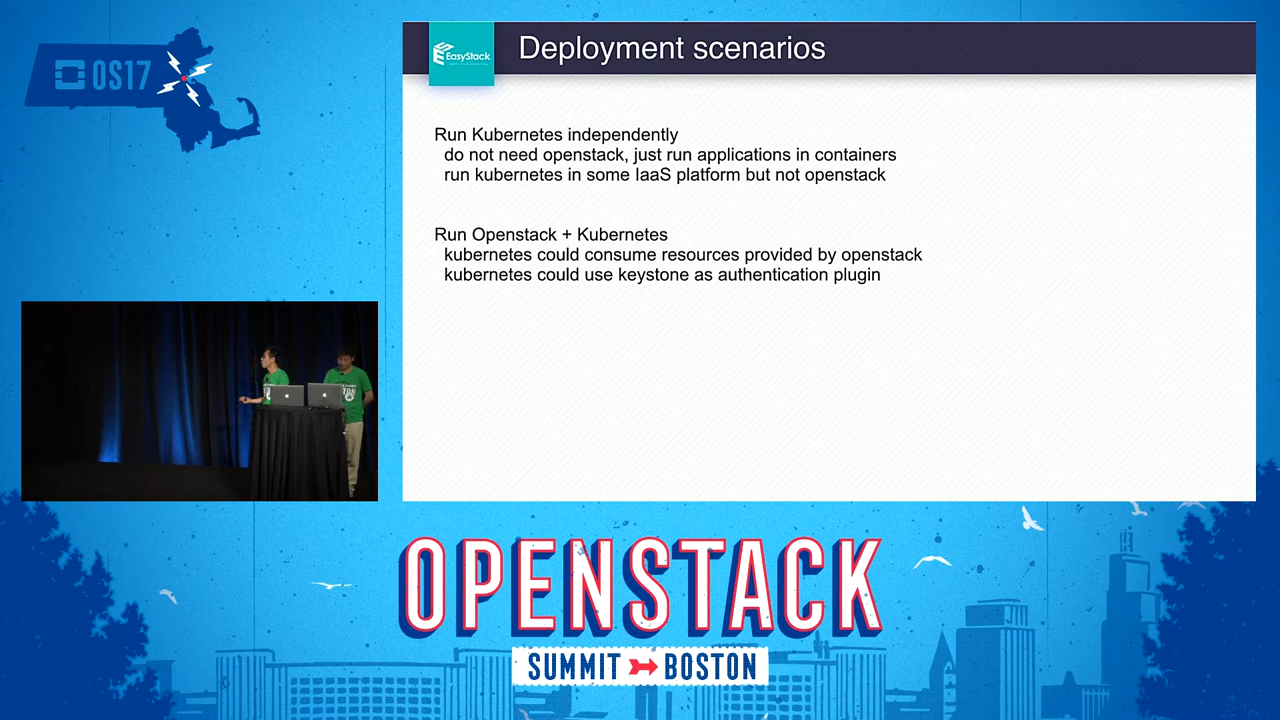 OS17
EasyStack
Deployment scenarios
Run Kubernetes independently
do not need openstack, just run applications in containers
run kubernetes in some IaaS platform but not openstack
Run Openstack + Kubernetes
kubernetes could consume resources provided by openstack
kubernetes could use keystone as authentication plugin
OPENSTACK
SUMMIT BOSTON